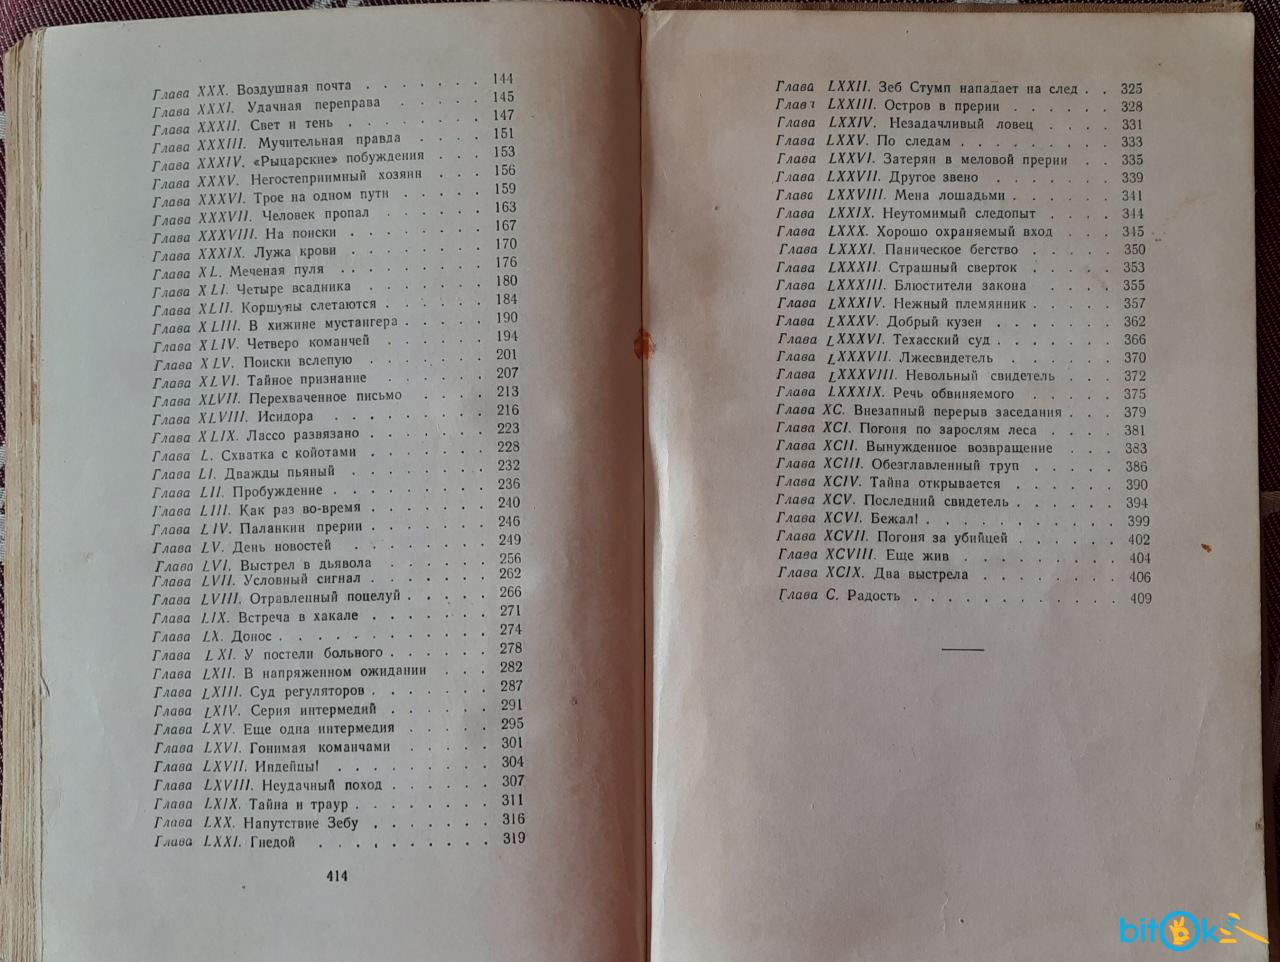 Глава XXX. Воздушная почта . . . . . . . 144
Глава XXXI. Удачная переправа . . . . . 145
Глава XXXII. Свет и тень . . . . . . . . 147
Глава XXXIII. Мучительная правда . . . . 151
Глава XXXIV. «Рыцарские» побуждения . . . . 153
Глава XXXV. Негостеприимный хозяин . . . . 156
Глава XXXVI. Трое на одном пути . . . . . 159
Глава XXXVII. Человек пропал . . . . . . 163
Глава XXXVIII. На поиски . . . . . . . . 167
Глава XXXIX. Лужа крови . . . . . . . . 170
Глава XL. Меченая пуля . . . . . . . . 176
Глава XLI. Четыре всадника . . . . . . . 180
Глава XLII. Коршуны слетаются . . . . . . 184
Глава XLIII. В хижине мустангера . . . . . 190
Глава XLIV. Четверо команчей . . . . . . 194
Глава XLV. Поиски вслепую . . . . . . . 201
Глава XLVI. Тайное признание . . . . . . 207
Глава XLVII. Перехваченное письмо . . . . . 213
Глава XLVIII. Исидора . . . . . . . . . 216
Глава XLIX. Лассо развязано . . . . . . . 223
Глава L. Схватка с койотами . . . . . . . 228
Глава LI. Дважды пьяный . . . . . . . . 232
Глава LII. Пробуждение . . . . . . . . . 236
Глава LIII. Как раз во-время . . . . . . . 240
Глава LIV. Паланкин прерии . . . . . . . 246
Глава LV. День новостей . . . . . . . . 249
Глава LVI. Выстрел в дьявола . . . . . . 256
Глава LVII. Условный сигнал . . . . . . . 262
Глава LVIII. Отравленный поцелуй . . . . . 266
Глава LIX. Встреча в хакале . . . . . . . 271
Глава LX. Донос . . . . . . . . . . . . 274
Глава LXI. У постели больного . . . . . . 278
Глава LXII. В напряженном ожидании . . . 282
Глава LXIII. Суд регуляторов . . . . . . . 287
Глава LXIV. Серия интермедий . . . . . . 291
Глава LXV. Еще одна интермедия . . . . . 295
Глава LXVI. Гонимая команчами . . . . . 301
Глава LXVII. Индейцы! . . . . . . . . . 304
Глава LXVIII. Неудачный поход . . . . . . 307
Глава LXIX. Тайна и траур . . . . . . . . 311
Глава LXX. Напутствие Зебу . . . . . . . 316
Глава LXXI. Гнедой . . . . . . . . . . 319
414
Глава LXXII. Зеб Стумп нападает на след . . 325
Глава LXXIII. Остров в прерии . . . . . . 328
Глава LXXIV. Незадачливый ловец . . . . 331
Глава LXXV. По следам . . . . . . . . . 333
Глава LXXVI. Затерян в меловой прерии . . 335
Глава LXXVII. Другое звено . . . . . . . 339
Глава LXXVIII. Мена лошадьми . . . . . . 341
Глава LXXIX. Неутомимый следопыт . . . . 344
Глава LXXX. Хорошо охраняемый вход . . . 345
Глава LXXXI. Паническое бегство . . . . . 350
Глава LXXXII. Страшный сверток . . . . . 353
Глава LXXXIII. Блюстители закона . . . . 355
Глава LXXXIV. Нежный племянник . . . . . 357
Глава LXXXV. Добрый кузен . . . . . . . 362
Глава LXXXVI. Техасский суд . . . . . . . 366
Глава LXXXVII. Лжесвидетель . . . . . . 370
Глава LXXXVIII. Невольный свидетель . . . 372
Глава LXXXIX. Речь обвиняемого . . . . . 375
Глава XC. Внезапный перерыв заседания . . . 379
Глава XCI. Погоня по зарослям леса . . . . 381
Глава XCII. Вынужденное возвращение . . . 383
Глава XCIII. Обезглавленный труп . . . . . 386
Глава XCIV. Тайна открывается . . . . . . 390
Глава XCV. Последний свидетель . . . . . . 394
Глава XCVI. Бежал! . . . . . . . . . . . 399
Глава XCVII. Погоня за убийцей . . . . . . 402
Глава XCVIII. Еще жив . . . . . . . . . 404
Глава XCIX. Два выстрела . . . . . . . . 406
Глава C. Радость . . . . . . . . . . . . 409
bitOk